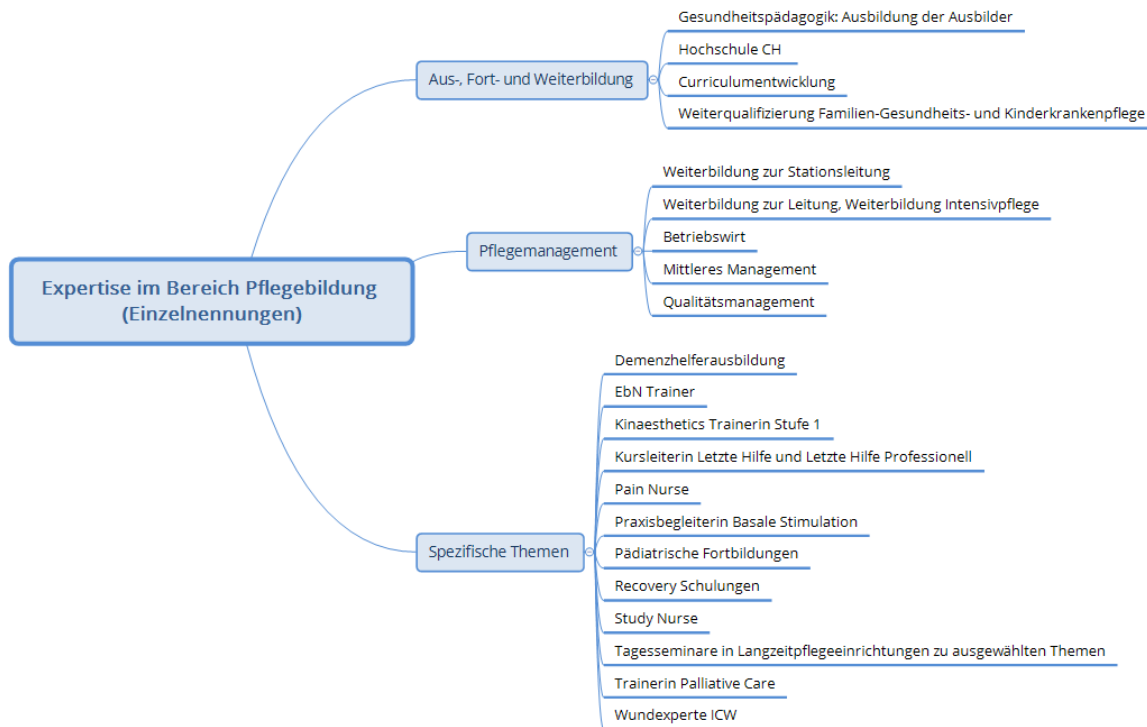 Expertise im Bereich Pflegebildung
(Einzelnennungen)
Aus-, Fort- und Weiterbildung
Gesundheitspädagogik: Ausbildung der Ausbilder
Hochschule CH
Curriculumentwicklung
Weiterqualifizierung Familien-Gesundheits- und Kinderkrankenpflege
Pflegemanagement
Weiterbildung zur Stationsleitung
Weiterbildung zur Leitung, Weiterbildung Intensivpflege
Betriebswirt
Mittleres Management
Qualitätsmanagement
Spezifische Themen
Demenzhelferausbildung
EbN Trainer
Kinaesthetics Trainerin Stufe 1
Kursleiterin Letzte Hilfe und Letzte Hilfe Professionell
Pain Nurse
Praxisbegleiterin Basale Stimulation
Pädiatrische Fortbildungen
Recovery Schulungen
Study Nurse
Tagesseminare in Langzeitpflegeeinrichtungen zu ausgewählten Themen
Trainerin Palliative Care
Wundexperte ICW